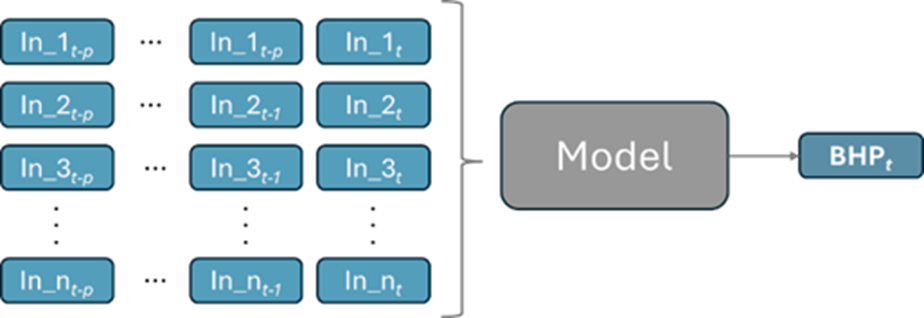 In_1t-p ... In_1t-p In_1t
In_2t-p ... In_2t-1 In_2t
Model
In_3t-p ... In_3t-1 In_3t
BHPt
In_nt-p ... In_nt-1 In_nt